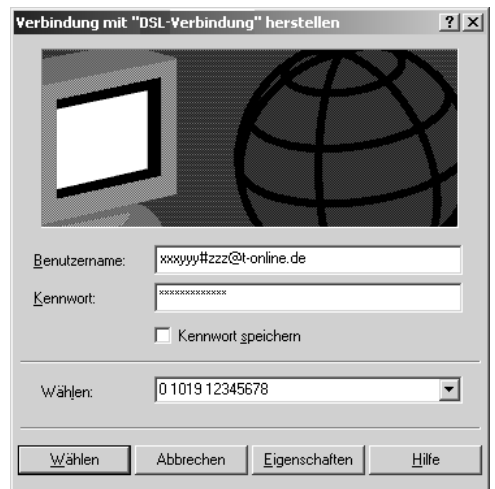 Verbindung mit "DSL-Verbindung" herstellen
Benutzername: xxxyyy#zzz@t-online.de
Kennwort: *************
Kennwort speichern
Wählen: 0 1019 12345678
Wählen Abbrechen Eigenschaften Hilfe